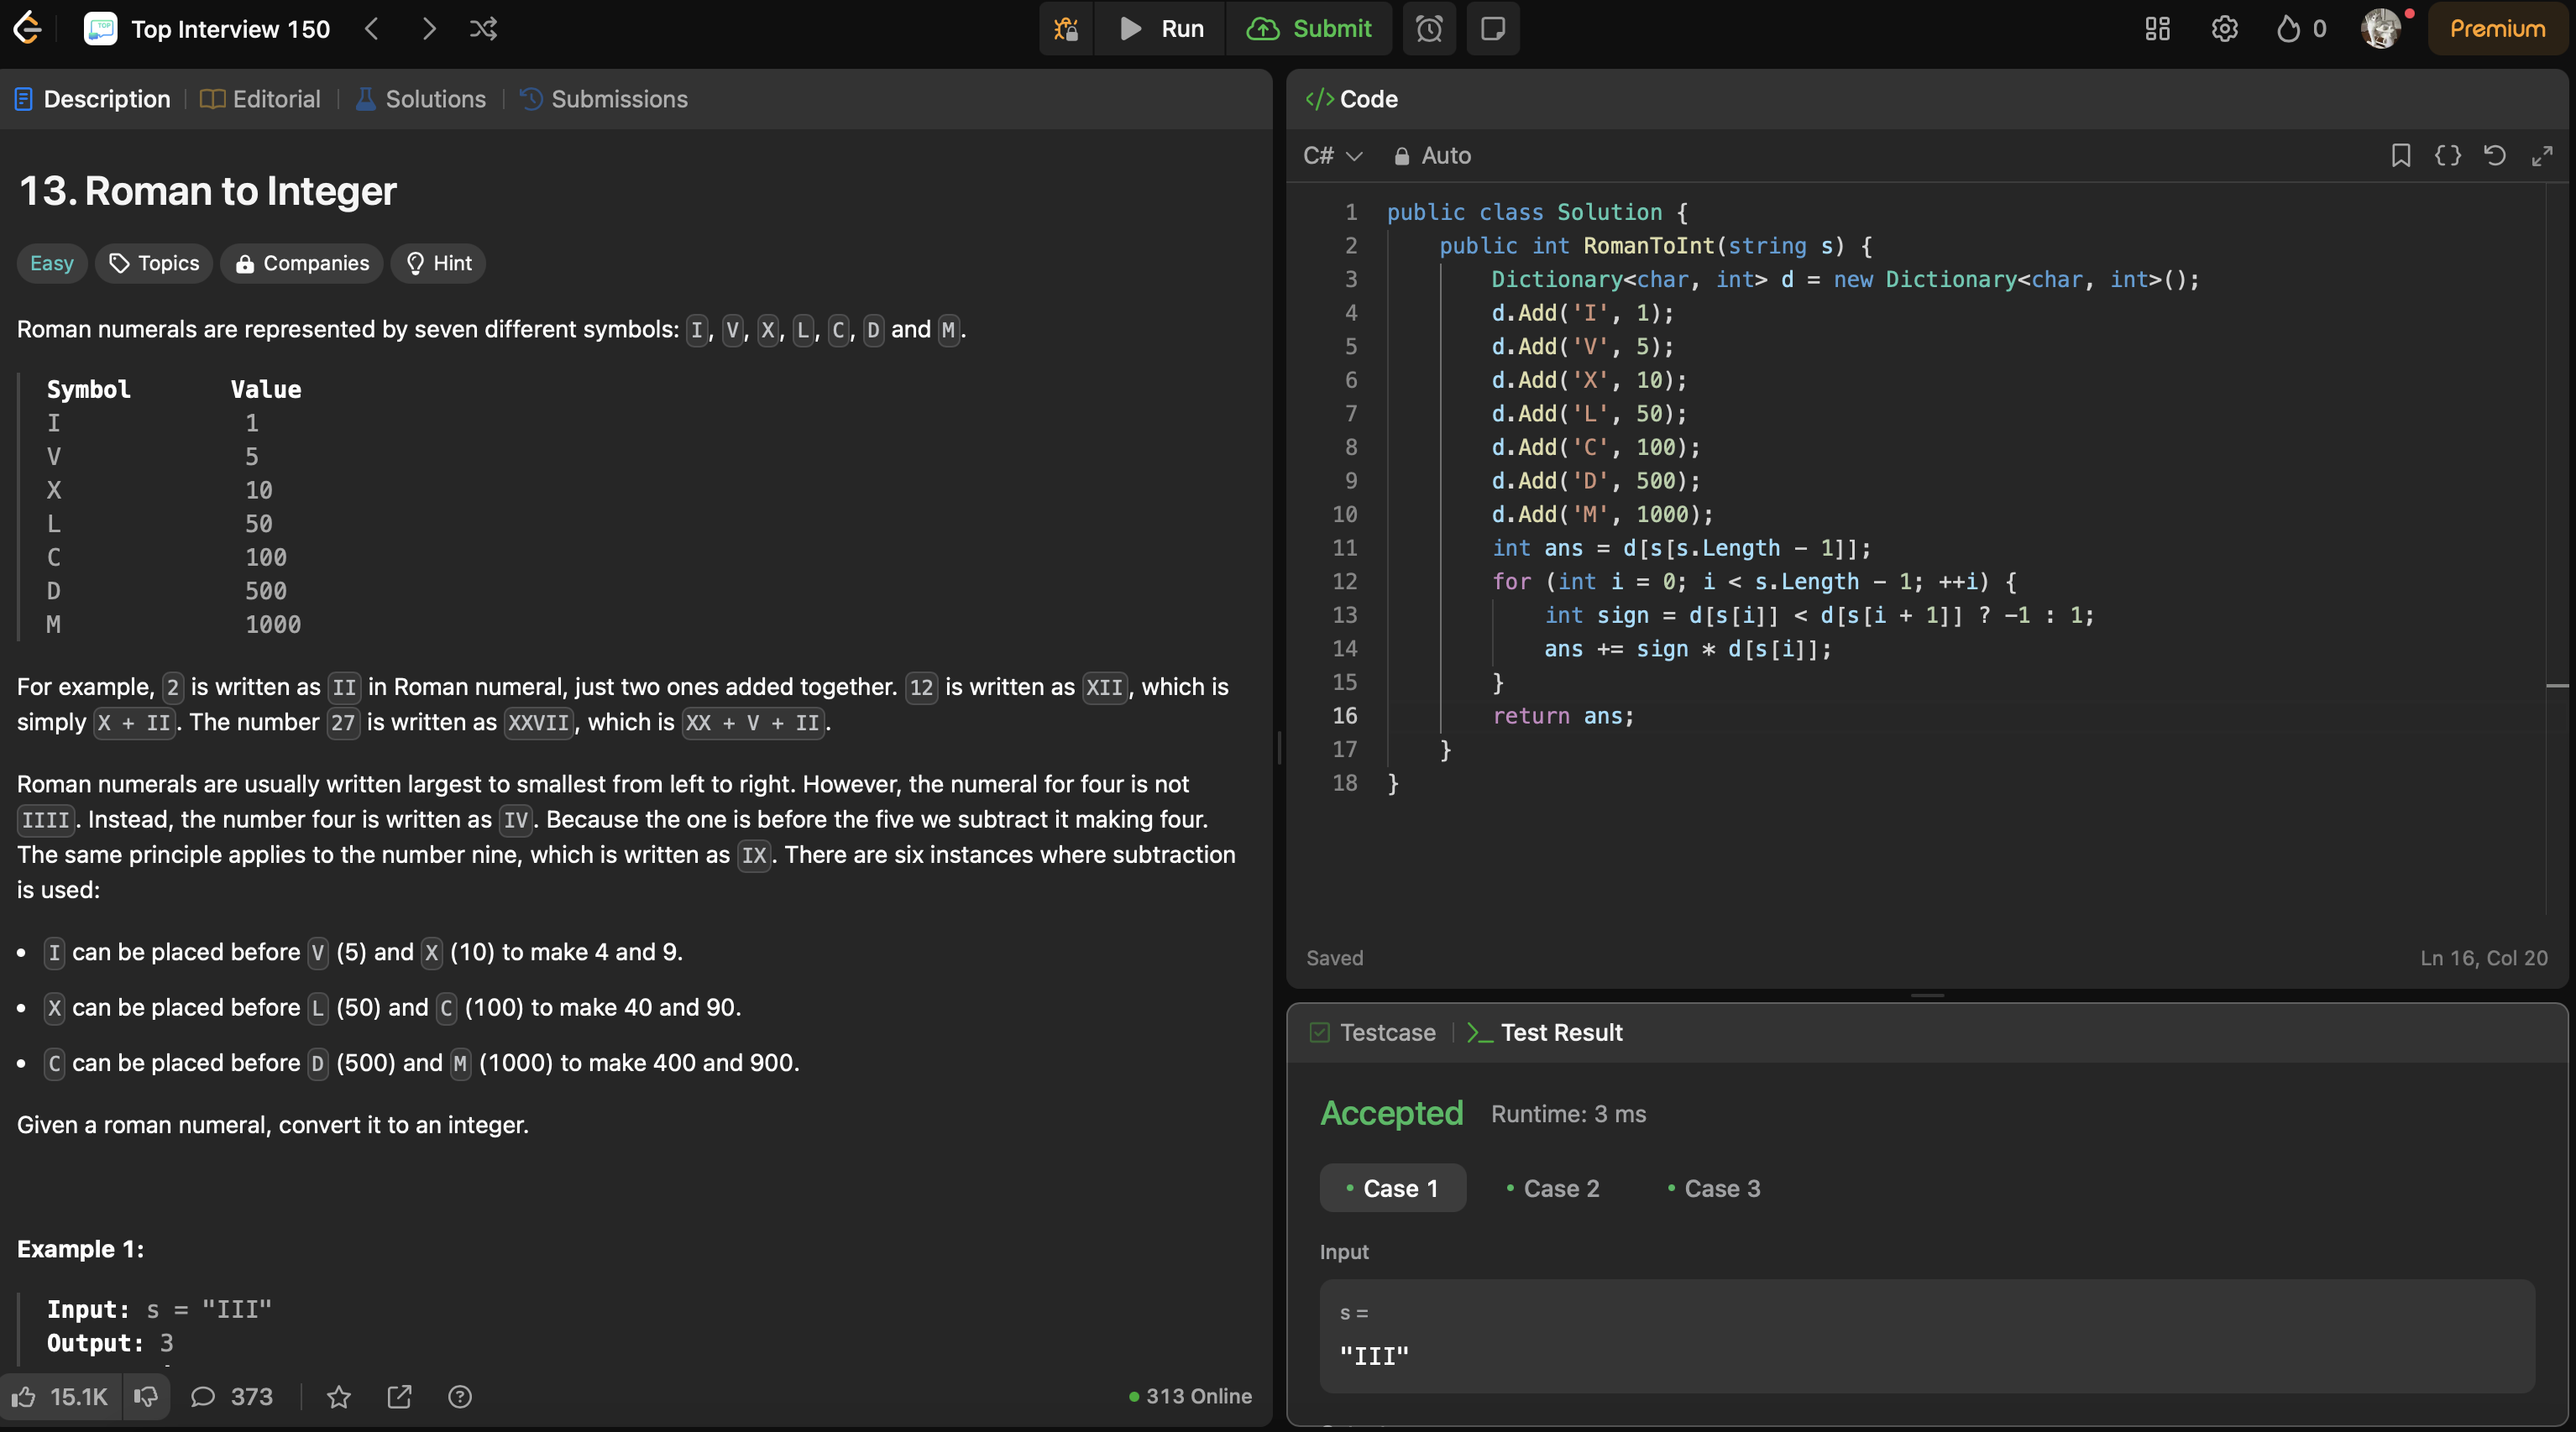 Top Interview 150
Run
Submit
0
Premium
Description
Editorial
Solutions
Submissions
13. Roman to Integer
Easy
Topics
Companies
Hint
Roman numerals are represented by seven different symbols: I, V, X, L, C, D and M.
Symbol Value
I 1
V 5
X 10
L 50
C 100
D 500
M 1000
For example, 2 is written as II in Roman numeral, just two ones added together. 12 is written as XII, which is
simply X + II. The number 27 is written as XXVII, which is XX + V + II.
Roman numerals are usually written largest to smallest from left to right. However, the numeral for four is not
IIII. Instead, the number four is written as IV. Because the one is before the five we subtract it making four.
The same principle applies to the number nine, which is written as IX. There are six instances where subtraction
is used:
• I can be placed before V (5) and X (10) to make 4 and 9.
• X can be placed before L (50) and C (100) to make 40 and 90.
• C can be placed before D (500) and M (1000) to make 400 and 900.
Given a roman numeral, convert it to an integer.
Example 1:
Input: s = "III"
Output: 3
15.1K
373
313 Online
</> Code
C#
Auto
1 public class Solution {
2 public int RomanToInt(string s) {
3 Dictionary<char, int> d = new Dictionary<char, int>();
4 d.Add('I', 1);
5 d.Add('V', 5);
6 d.Add('X', 10);
7 d.Add('L', 50);
8 d.Add('C', 100);
9 d.Add('D', 500);
10 d.Add('M', 1000);
11 int ans = d[s[s.Length - 1]];
12 for (int i = 0; i < s.Length - 1; ++i) {
13 int sign = d[s[i]] < d[s[i + 1]] ? -1 : 1;
14 ans += sign * d[s[i]];
15 }
16 return ans;
17 }
18 }
Saved
Ln 16, Col 20
Testcase
>_ Test Result
Accepted
Runtime: 3 ms
• Case 1
• Case 2
• Case 3
Input
s =
"III"